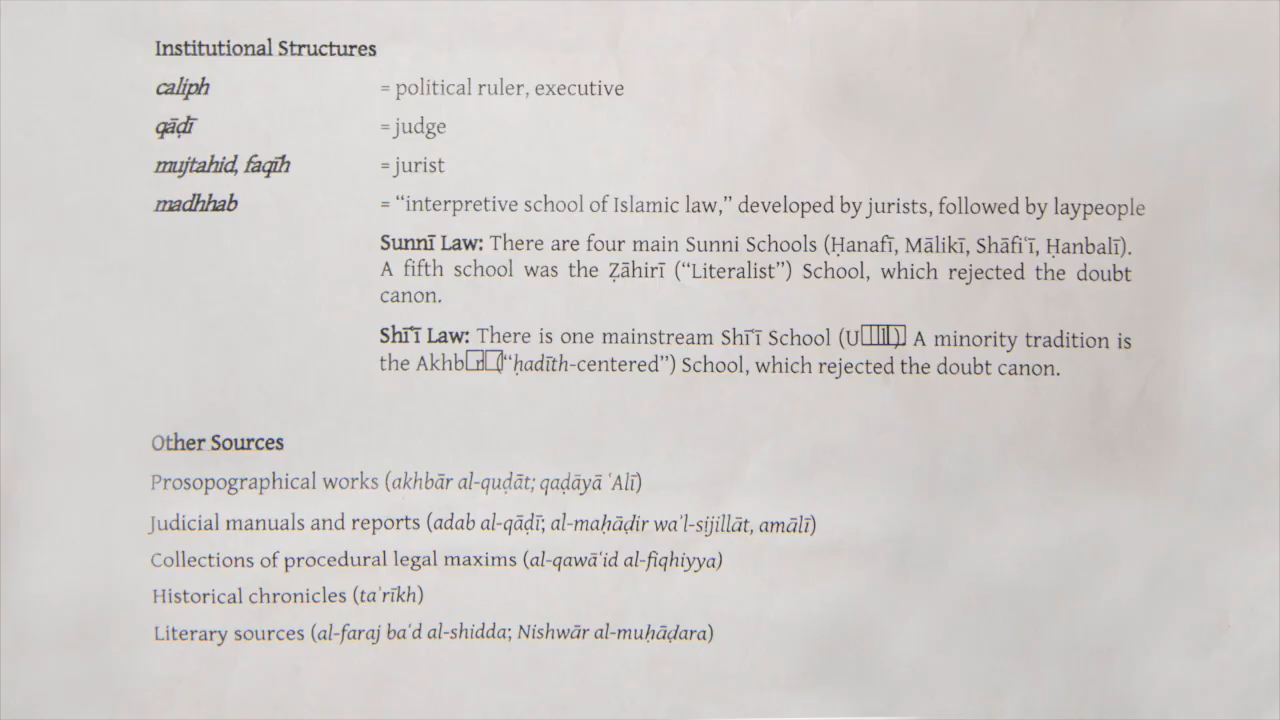 Institutional Structures
caliph = political ruler, executive
qāḍī = judge
mujtahid, faqīh = jurist
madhhab = “interpretive school of Islamic law,” developed by jurists, followed by laypeople
Sunnī Law: There are four main Sunni Schools (Ḥanafī, Mālikī, Shāfiʿī, Ḥanbalī).
A fifth school was the Ẓāhirī (“Literalist”) School, which rejected the doubt
canon.
Shīʿī Law: There is one mainstream Shīʿī School ( A minority tradition is
the (“ḥadīth-centered”) School, which rejected the doubt canon.
Other Sources
Prosopographical works (akhbār al-quḍāt; qaḍāyā ʿAlī)
Judicial manuals and reports (adab al-qāḍī; al-maḥāḍir wa’l-sijillāt, amālī)
Collections of procedural legal maxims (al-qawāʿid al-fiqhiyya)
Historical chronicles (taʾrīkh)
Literary sources (al-faraj baʿd al-shidda; Nishwār al-muḥāḍara)